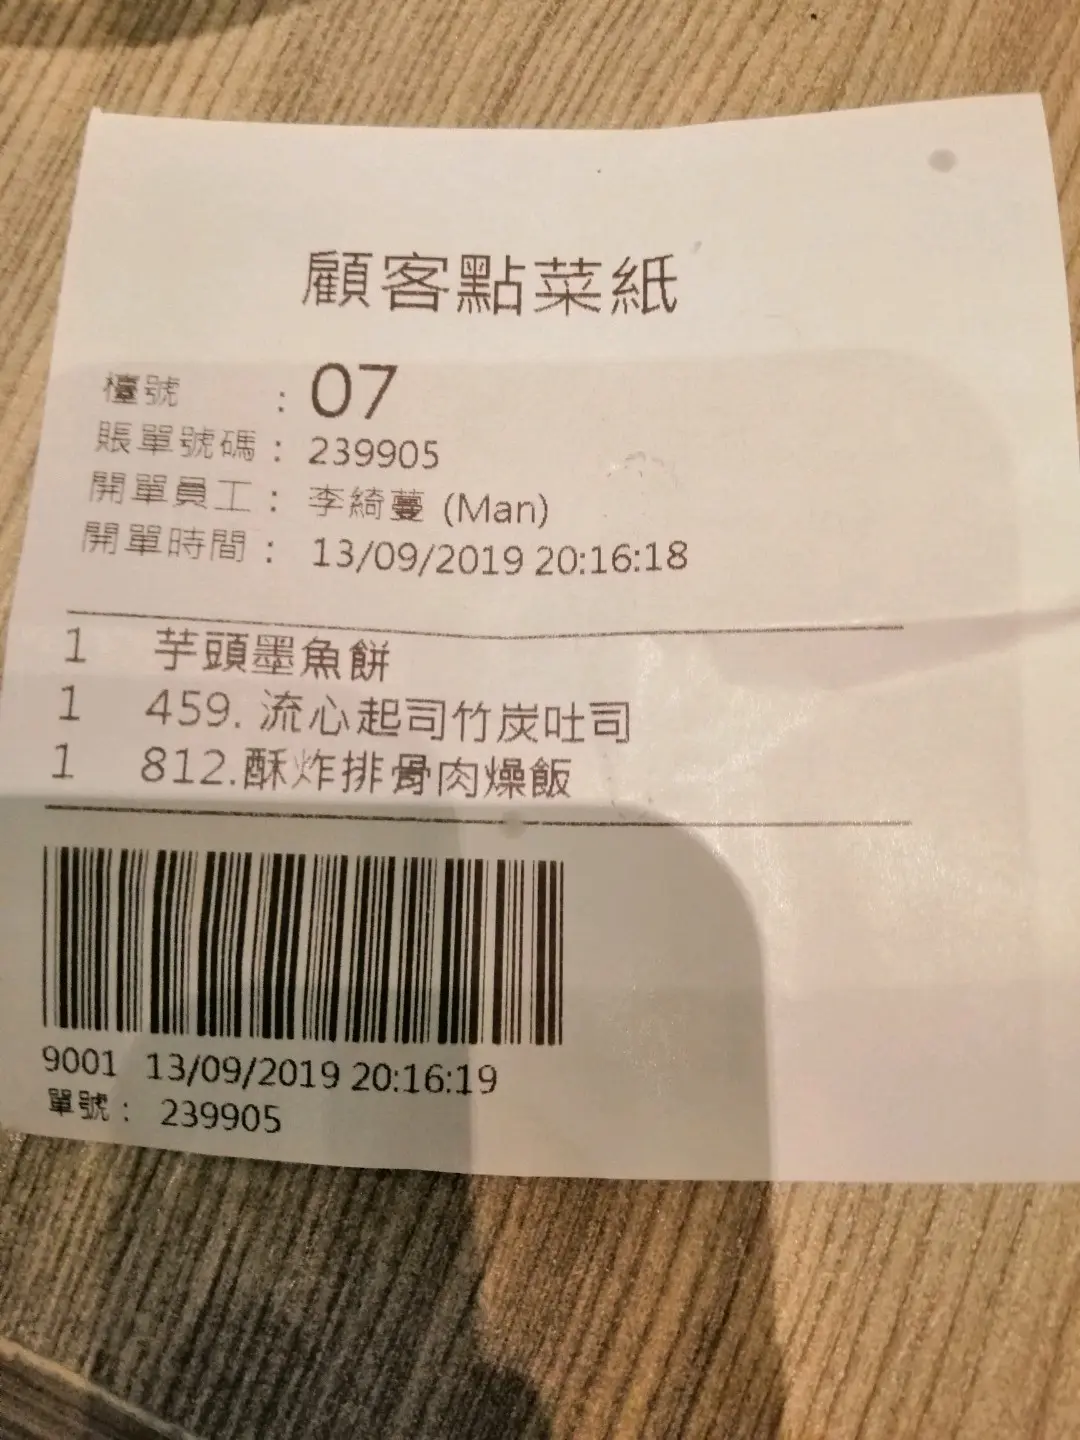 顧客點菜紙
檯號 : 07
賬單號碼 : 239905
開單員工 : 李綺蔓 (Man)
開單時間 : 13/09/2019 20:16:18
1 芋頭墨魚餅
1 459. 流心起司竹炭吐司
1 812.酥炸排骨肉燥飯
9001 13/09/2019 20:16:19
單號 : 239905